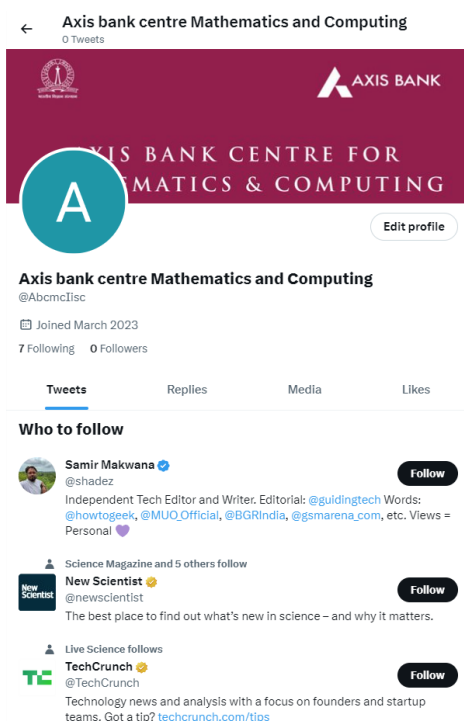 Axis bank centre Mathematics and Computing
0 Tweets
AXIS BANK
AXIS BANK CENTRE FOR
MATICS & COMPUTING
A
Edit profile
Axis bank centre Mathematics and Computing
@AbcmcIisc
Joined March 2023
7 Following 0 Followers
Tweets Replies Media Likes
Who to follow
Samir Makwana
@shadez
Follow
Independent Tech Editor and Writer. Editorial: @guidingtech Words:
@howtogeek, @MUO_Official, @BGRIndia, @gsmarena_com, etc. Views =
Personal 💜
Science Magazine and 5 others follow
New Scientist
New Scientist
@newscientist
Follow
The best place to find out what's new in science – and why it matters.
Live Science follows
TechCrunch
@TechCrunch
Follow
Technology news and analysis with a focus on founders and startup
teams. Got a tip? techcrunch.com/tips